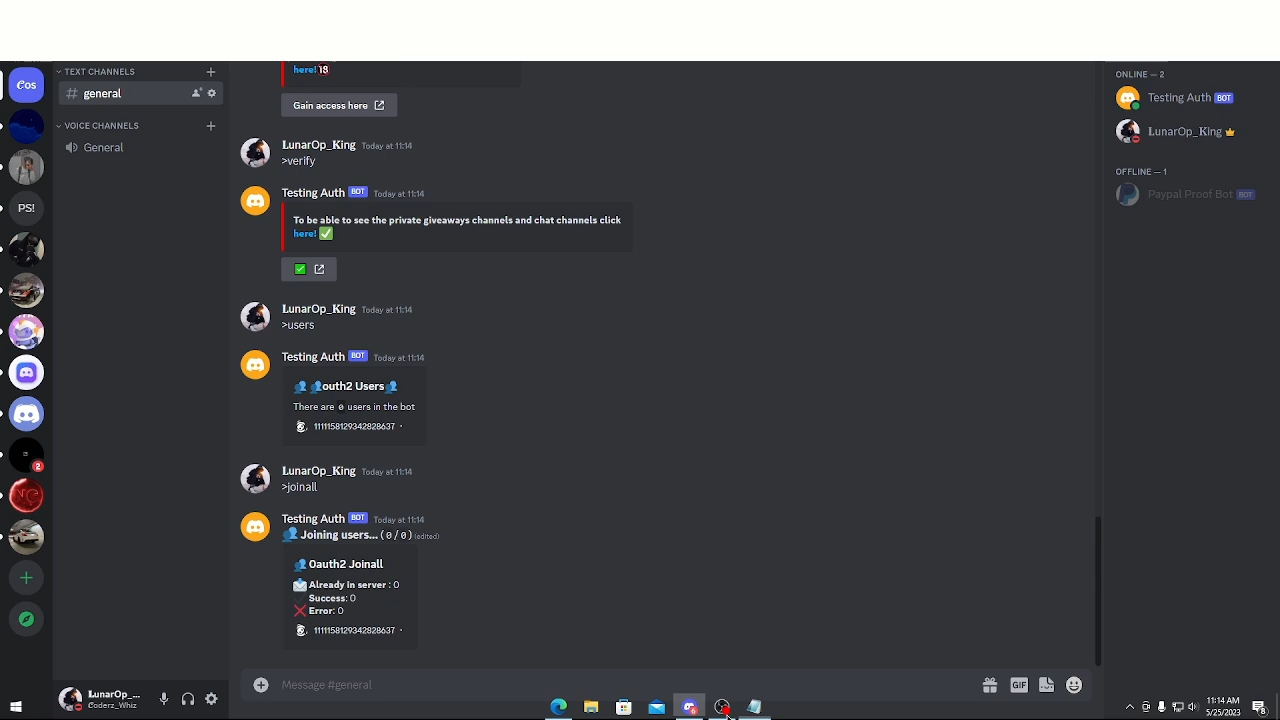 TEXT CHANNELS
general
VOICE CHANNELS
General
Cos
PS!
2
here! 18
Gain access here
LunarOp_King Today at 11:14
>verify
Testing Auth BOT Today at 11:14
To be able to see the private giveaways channels and chat channels click
here!
LunarOp_King Today at 11:14
>users
Testing Auth BOT Today at 11:14
outh2 Users
There are 0 users in the bot
1111158129342828637 ·
LunarOp_King Today at 11:14
>joinall
Testing Auth BOT Today at 11:14
Joining users... (0/0) (edited)
0auth2 Joinall
Already in server : 0
Success: 0
Error: 0
1111158129342828637 ·
Message #general
GIF
ONLINE — 2
Testing Auth BOT
LunarOp_King
OFFLINE — 1
Paypal Proof Bot BOT
LunarOp_...
Coderz_Whiz
11:14 AM
5/25/2023